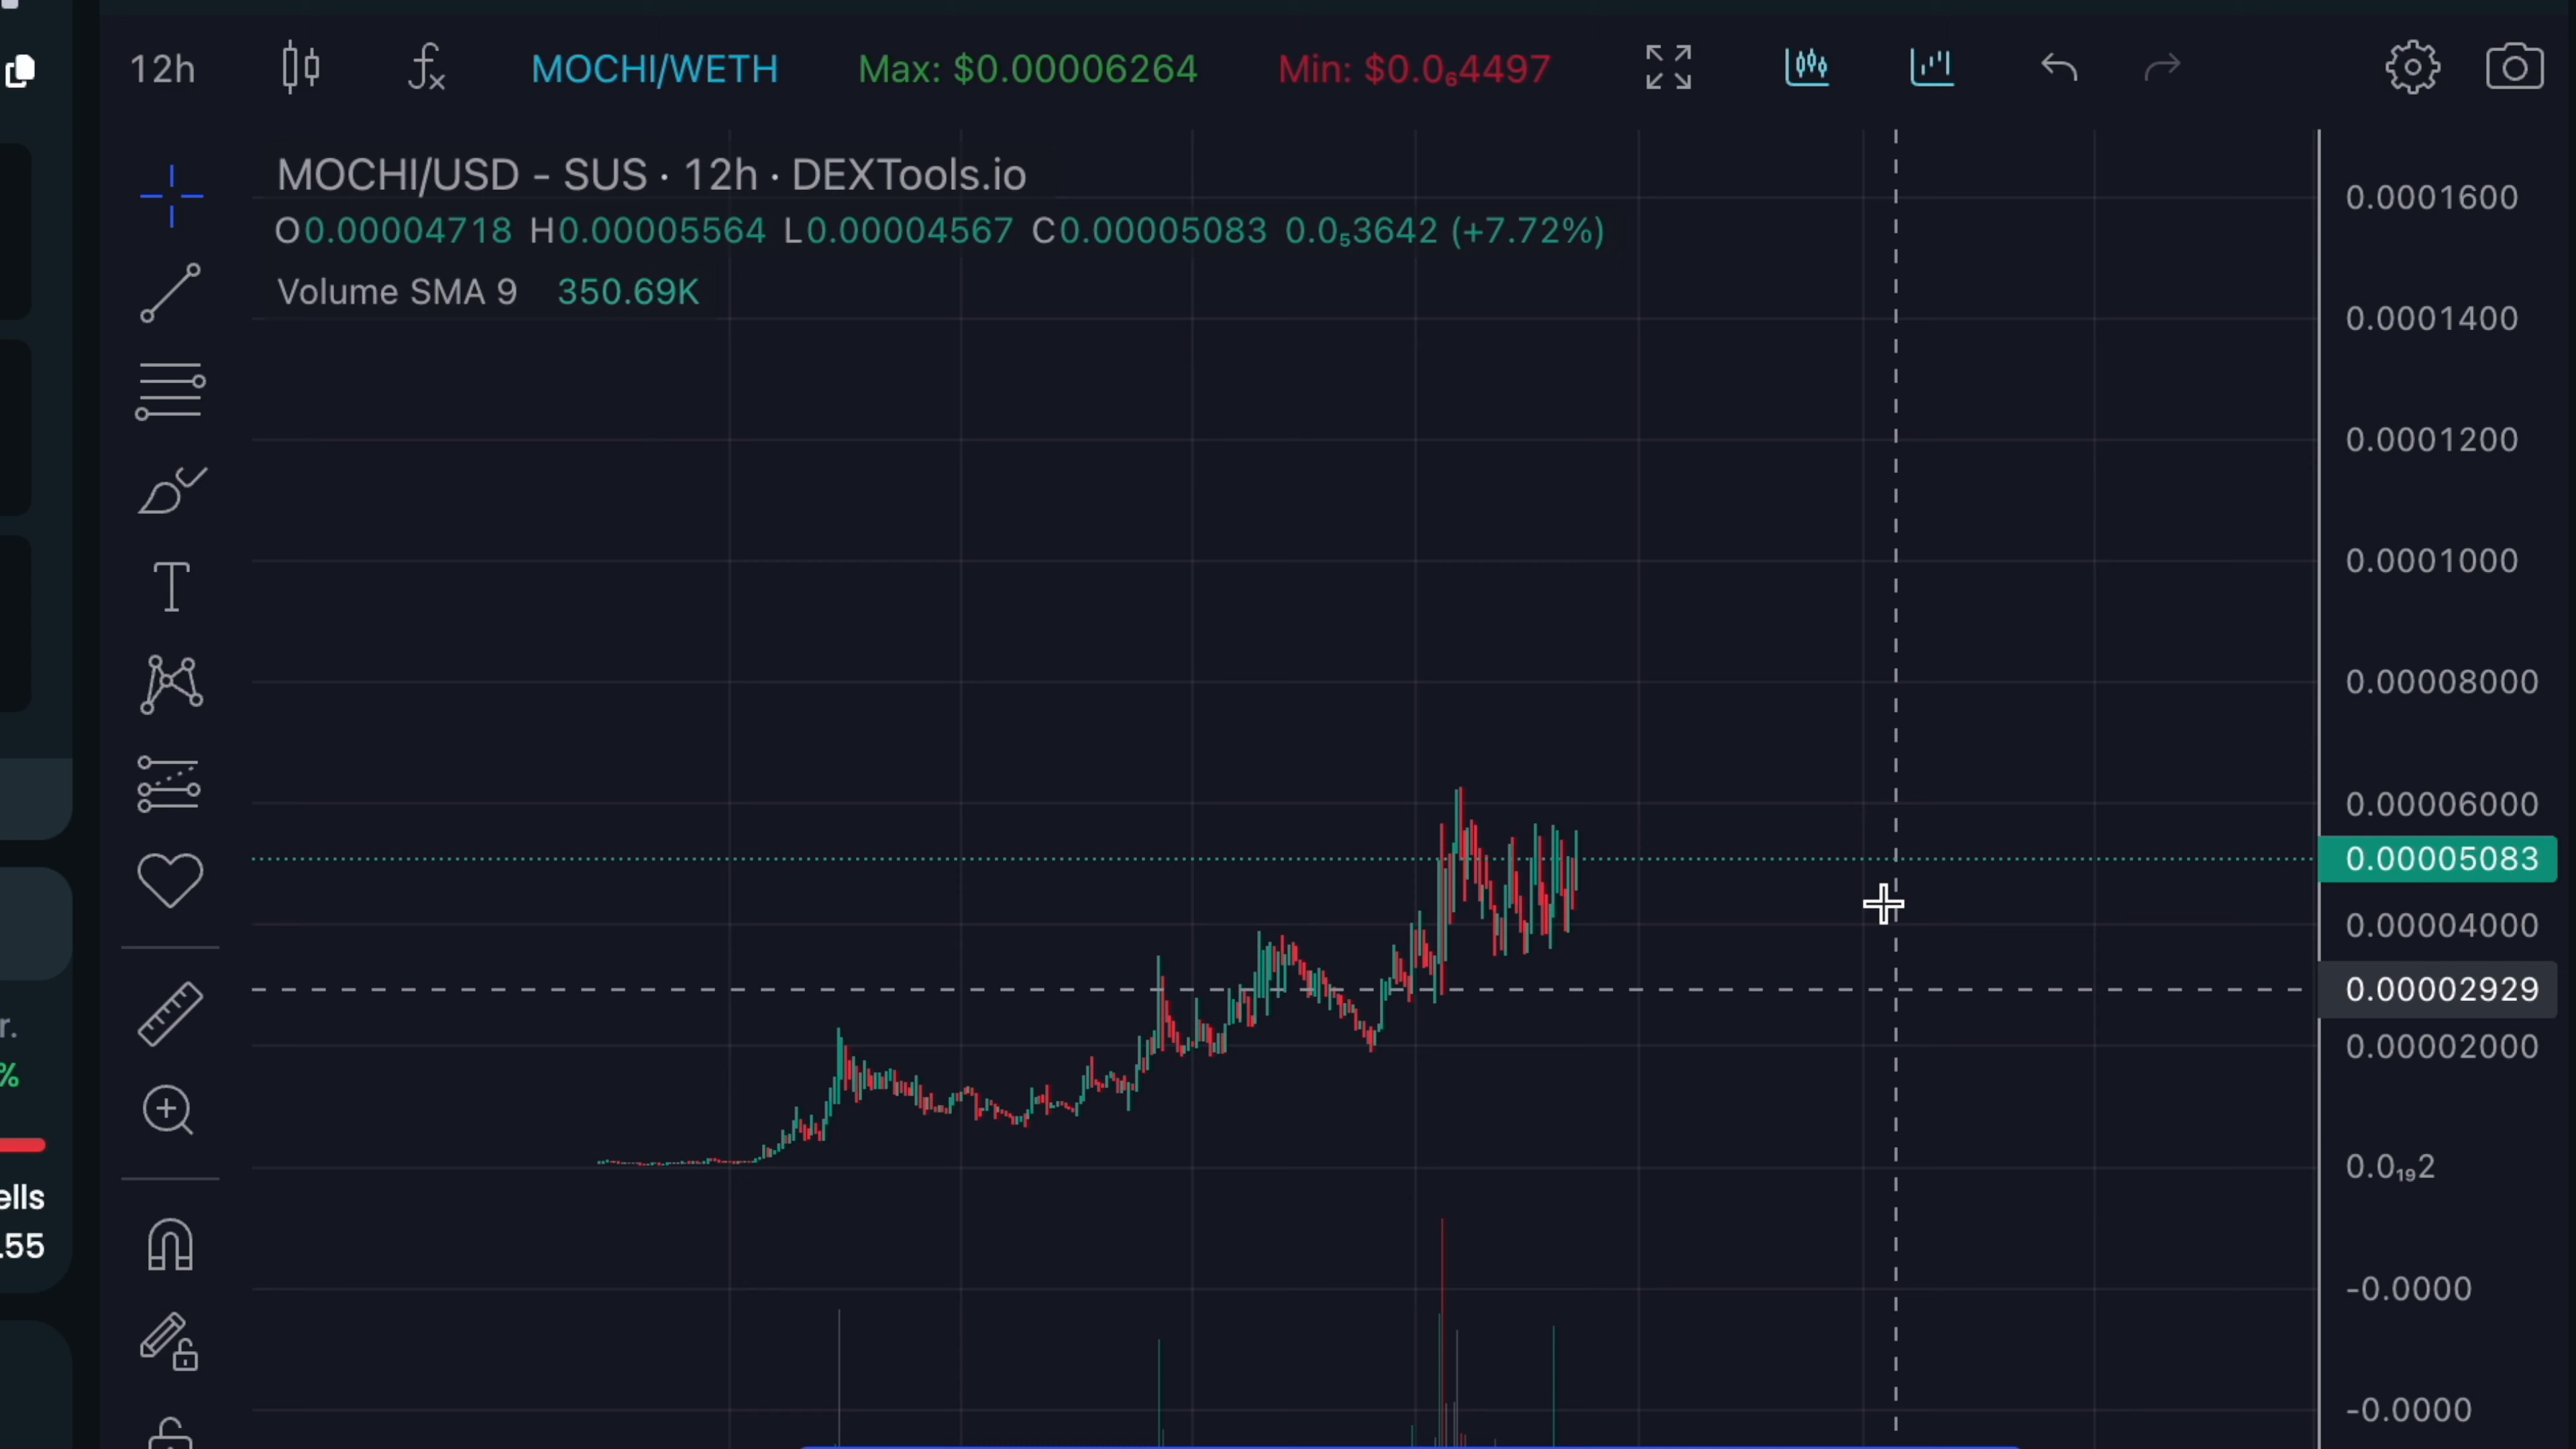 12h MOCHI/WETH Max: $0.00006264 Min: $0.0₆4497
MOCHI/USD - SUS · 12h · DEXTools.io
O0.00004718 H0.00005564 L0.00004567 C0.00005083 0.0₅3642 (+7.72%)
Volume SMA 9 350.69K
0.0001600
0.0001400
0.0001200
0.0001000
0.00008000
0.00006000
0.00005083
0.00004000
0.00002929
0.00002000
0.0₁₉2
-0.0000
-0.0000
r.
%
ells
.55